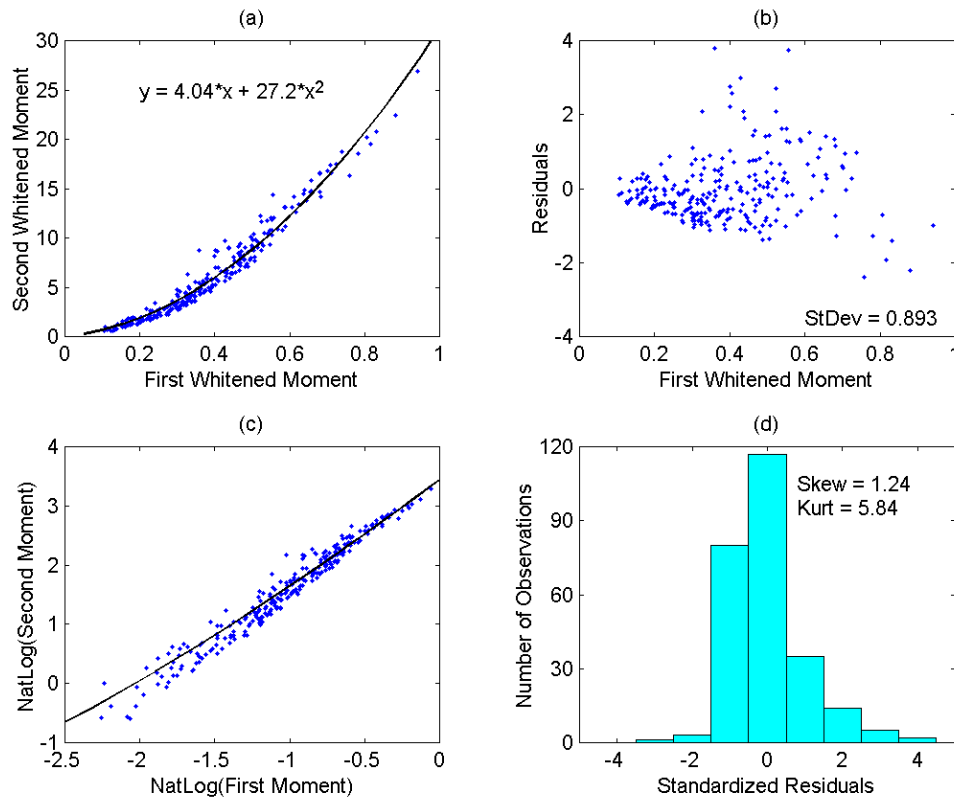 (a)
30
25
20
15
10
5
0
Second Whitened Moment
y = 4.04*x + 27.2*x²
0 0.2 0.4 0.6 0.8 1
First Whitened Moment
(b)
4
2
0
-2
-4
Residuals
StDev = 0.893
0 0.2 0.4 0.6 0.8 1
First Whitened Moment
(c)
4
3
2
1
0
-1
NatLog(Second Moment)
-2.5 -2 -1.5 -1 -0.5 0
NatLog(First Moment)
(d)
120
90
60
30
0
Number of Observations
Skew = 1.24
Kurt = 5.84
-4 -2 0 2 4
Standardized Residuals